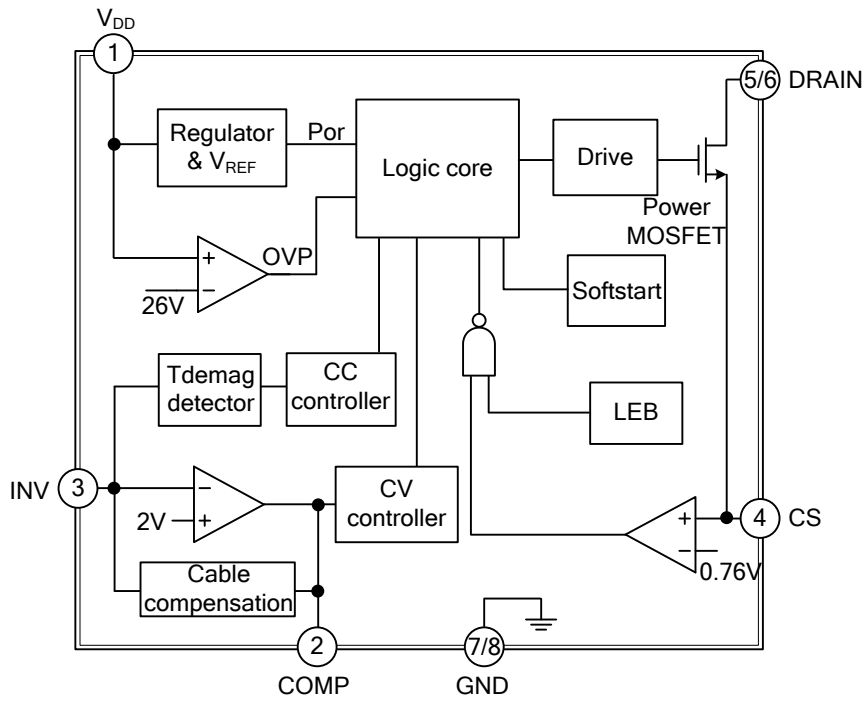 VDD
1
5/6 DRAIN
Regulator
& VREF
Por
Logic core
Drive
Power
MOSFET
+
OVP
−
26V
Softstart
Tdemag
detector
CC
controller
LEB
INV 3
−
2V +
CV
controller
+
4 CS
−
0.76V
Cable
compensation
2
7/8
COMP
GND